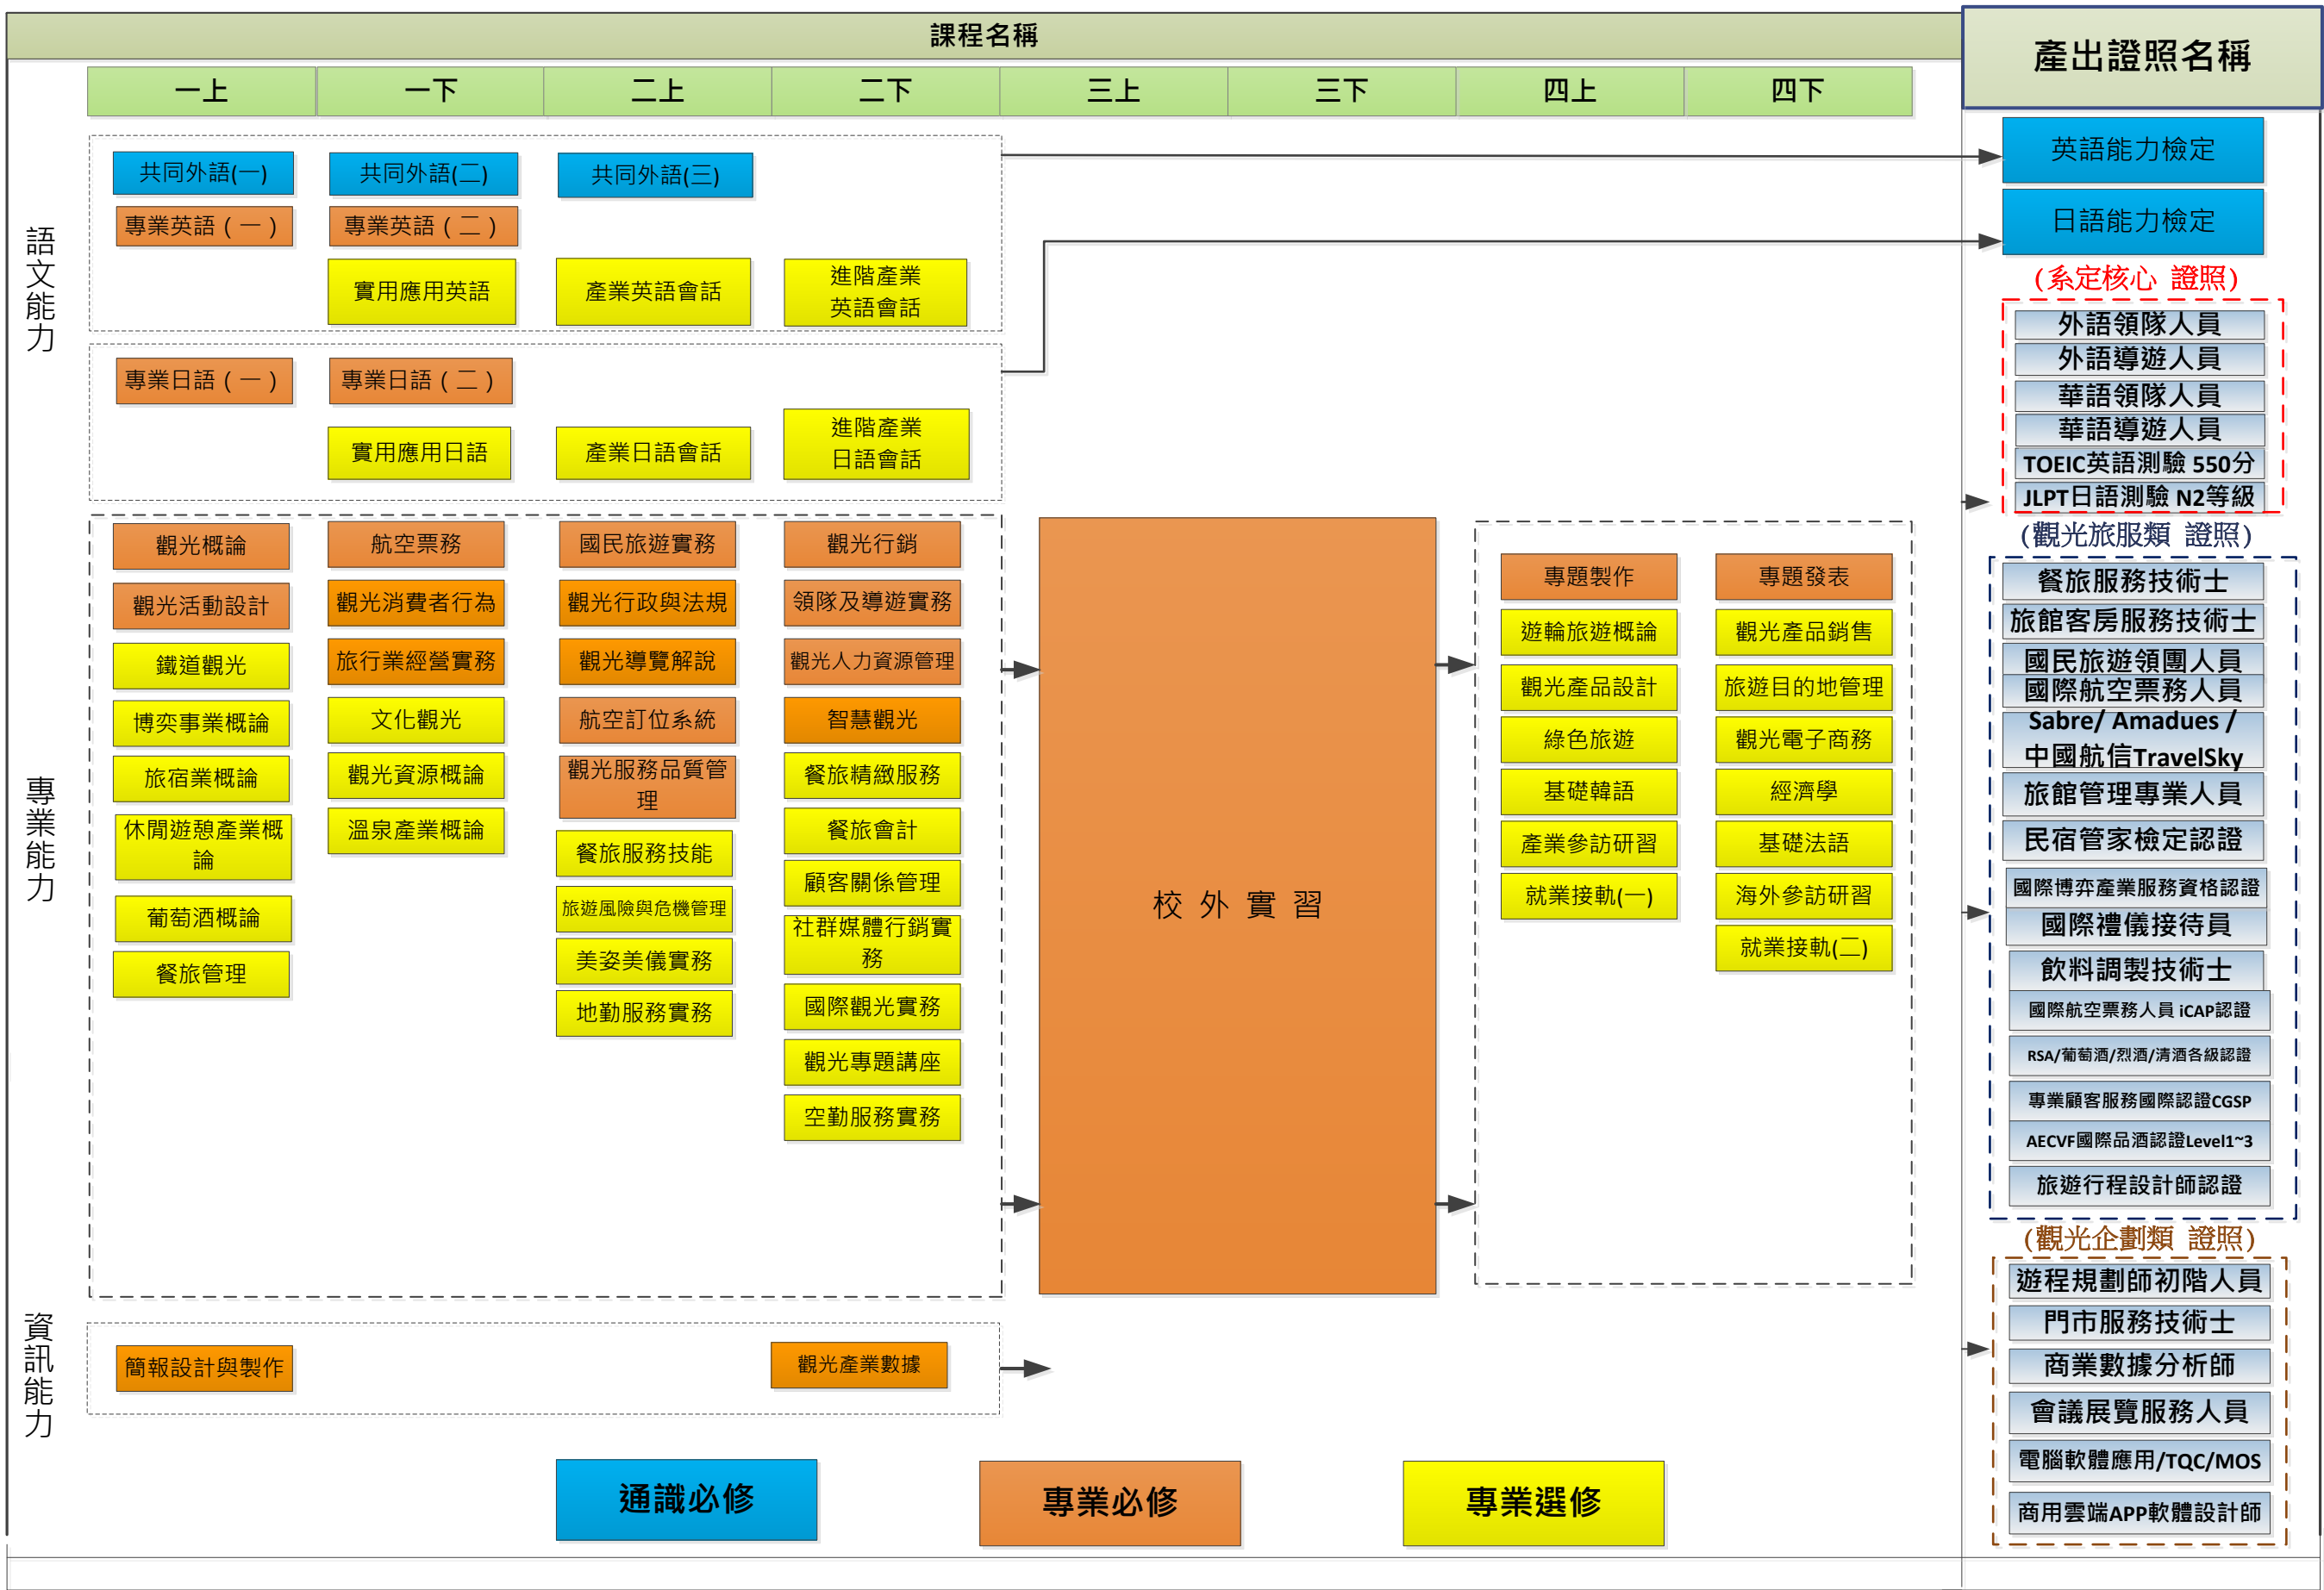 課程名稱
產出證照名稱
一上
一下
二上
二下
三上
三下
四上
四下
語文能力
共同外語(一)
共同外語(二)
共同外語(三)
專業英語(一)
專業英語(二)
實用應用英語
產業英語會話
進階產業
英語會話
專業日語(一)
專業日語(二)
實用應用日語
產業日語會話
進階產業
日語會話
專業能力
觀光概論
觀光活動設計
鐵道觀光
博奕事業概論
旅宿業概論
休閒遊憩產業概
論
葡萄酒概論
餐旅管理
航空票務
觀光消費者行為
旅行業經營實務
文化觀光
觀光資源概論
溫泉產業概論
國民旅遊實務
觀光行政與法規
觀光導覽解說
航空訂位系統
觀光服務品質管
理
餐旅服務技能
旅遊風險與危機管理
美姿美儀實務
地勤服務實務
觀光行銷
領隊及導遊實務
觀光人力資源管理
智慧觀光
餐旅精緻服務
餐旅會計
顧客關係管理
社群媒體行銷實
務
國際觀光實務
觀光專題講座
空勤服務實務
校外實習
專題製作
遊輪旅遊概論
觀光產品設計
綠色旅遊
基礎韓語
產業參訪研習
就業接軌(一)
專題發表
觀光產品銷售
旅遊目的地管理
觀光電子商務
經濟學
基礎法語
海外參訪研習
就業接軌(二)
資訊能力
簡報設計與製作
觀光產業數據
通識必修
專業必修
專業選修
英語能力檢定
日語能力檢定
(系定核心 證照)
外語領隊人員
外語導遊人員
華語領隊人員
華語導遊人員
TOEIC英語測驗 550分
JLPT日語測驗 N2等級
(觀光旅服類 證照)
餐旅服務技術士
旅館客房服務技術士
國民旅遊領團人員
國際航空票務人員
Sabre/ Amadues /
中國航信TravelSky
旅館管理專業人員
民宿管家檢定認證
國際博弈產業服務資格認證
國際禮儀接待員
飲料調製技術士
國際航空票務人員 iCAP認證
RSA/葡萄酒/烈酒/清酒各級認證
專業顧客服務國際認證CGSP
AECVF國際品酒認證Level1~3
旅遊行程設計師認證
(觀光企劃類 證照)
遊程規劃師初階人員
門市服務技術士
商業數據分析師
會議展覽服務人員
電腦軟體應用/TQC/MOS
商用雲端APP軟體設計師